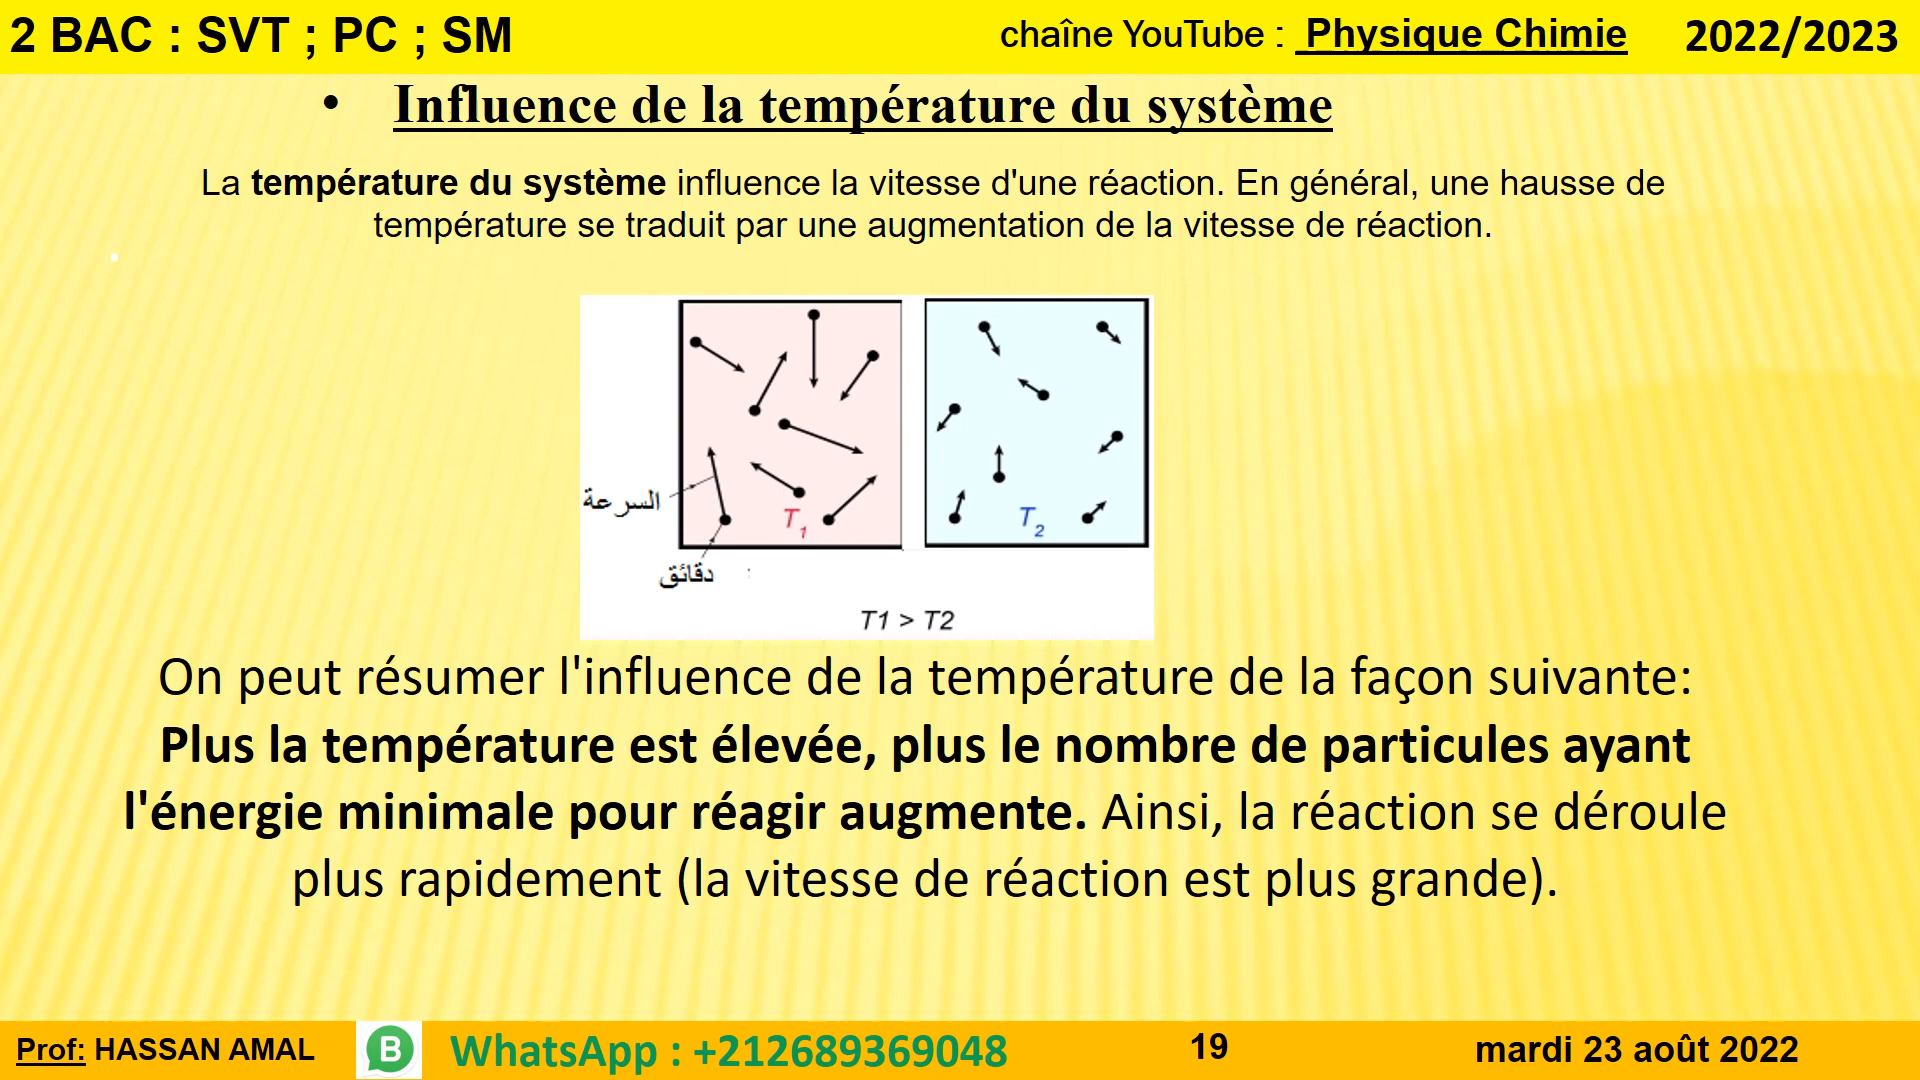 2 BAC : SVT ; PC ; SM
chaîne YouTube : Physique Chimie
2022/2023
• Influence de la température du système
La température du système influence la vitesse d'une réaction. En général, une hausse de
température se traduit par une augmentation de la vitesse de réaction.
السرعة
T1
T2
دقائق
T1 > T2
On peut résumer l'influence de la température de la façon suivante:
Plus la température est élevée, plus le nombre de particules ayant
l'énergie minimale pour réagir augmente. Ainsi, la réaction se déroule
plus rapidement (la vitesse de réaction est plus grande).
Prof: HASSAN AMAL
B
WhatsApp : +212689369048
19
mardi 23 août 2022